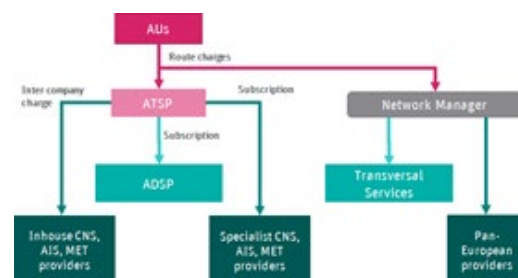 AUs
Route charges
Inter company
charge
Subscription
ATSP
Network Manager
Subscription
ADSP
Transversal
Services
Inhouse CNS,
AIS, MET
providers
Specialist CNS,
AIS, MET
providers
Pan-
European
providers